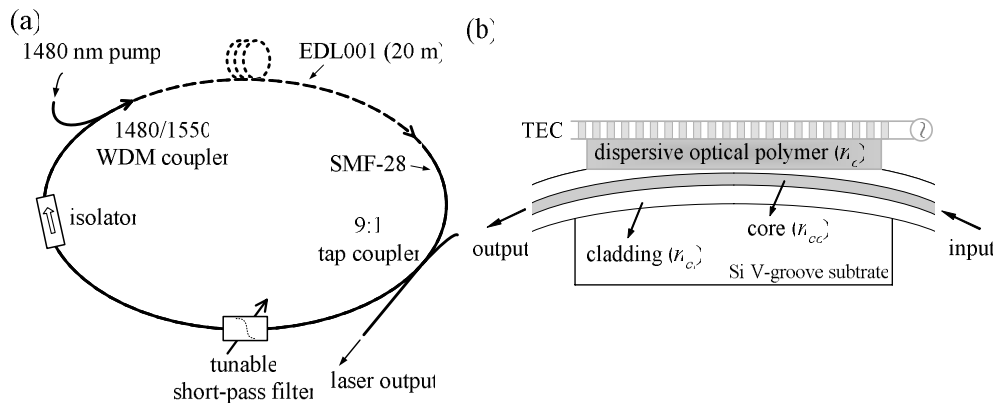 (a)
1480 nm pump
EDL001 (20 m)
1480/1550
WDM coupler
SMF-28
isolator
9:1
tap coupler
tunable
short-pass filter
laser output
(b)
TEC
dispersive optical polymer (n
core (n
cladding (n
output
input
Si V-groove subtrate